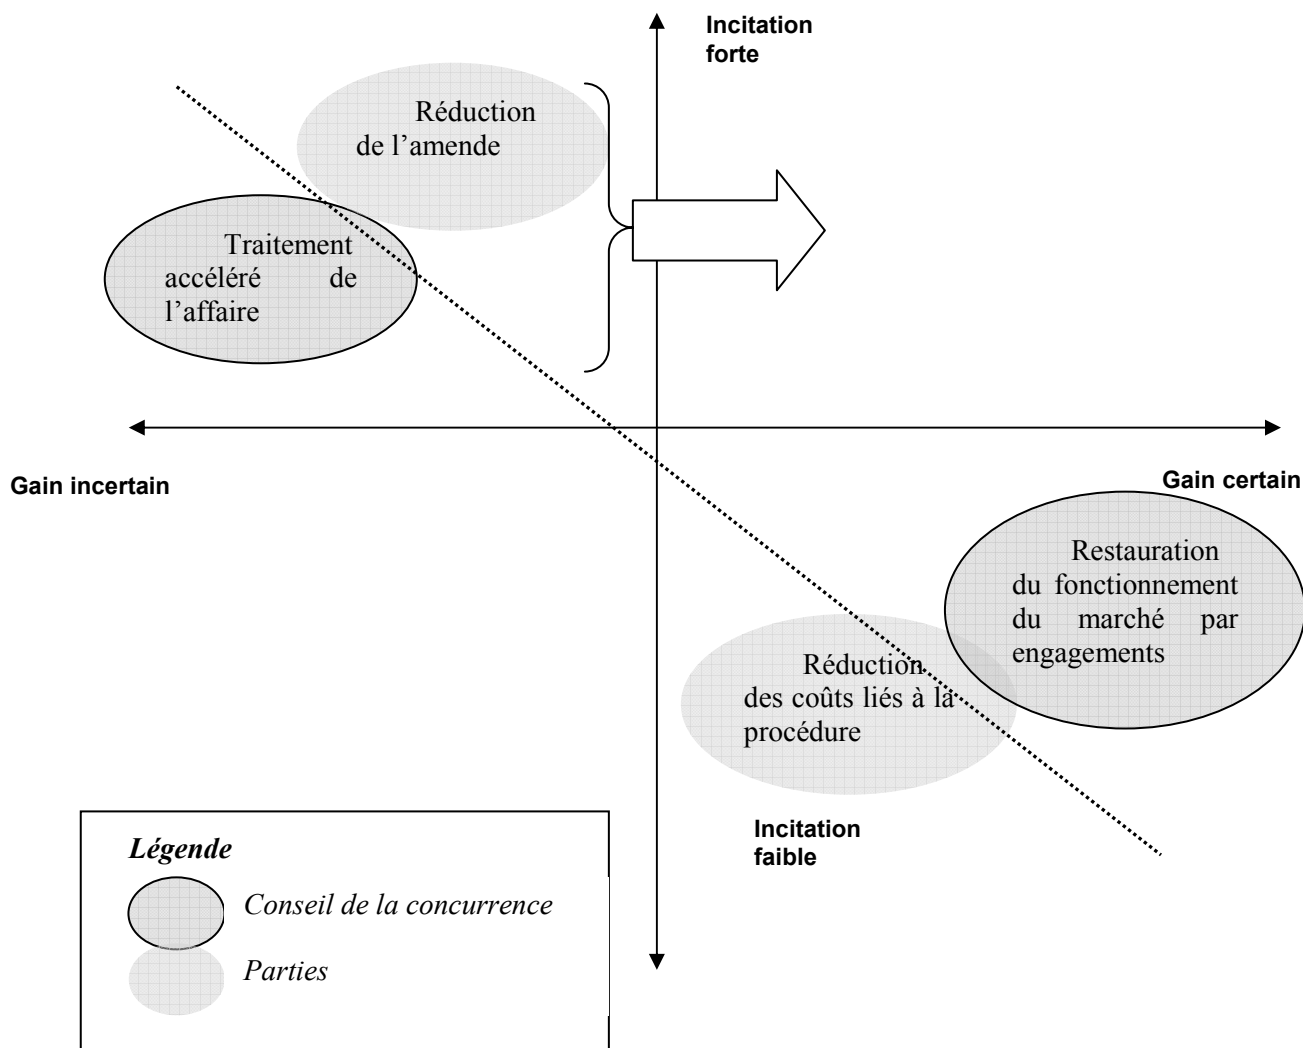 Incitation
forte
Réduction
de l’amende
Traitement
accéléré de
l’affaire
Gain incertain
Gain certain
Restauration
du fonctionnement
du marché par
engagements
Réduction
des coûts liés à la
procédure
Incitation
faible
Légende
Conseil de la concurrence
Parties